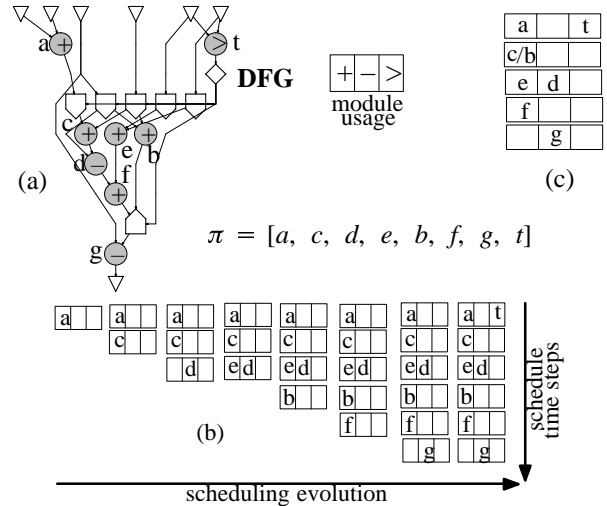 a + > t
DFG
+ − >
module
usage
a t
c/b
e d
f
g
(c)
c + + + b
e
d − f
+
(a)
g −
π = [a, c, d, e, b, f, g, t]
a a a a a a a a t
c c c c c c c
d e d e d e d e d e d
b b b b
f f f
g g
(b)
schedule
time steps
scheduling evolution